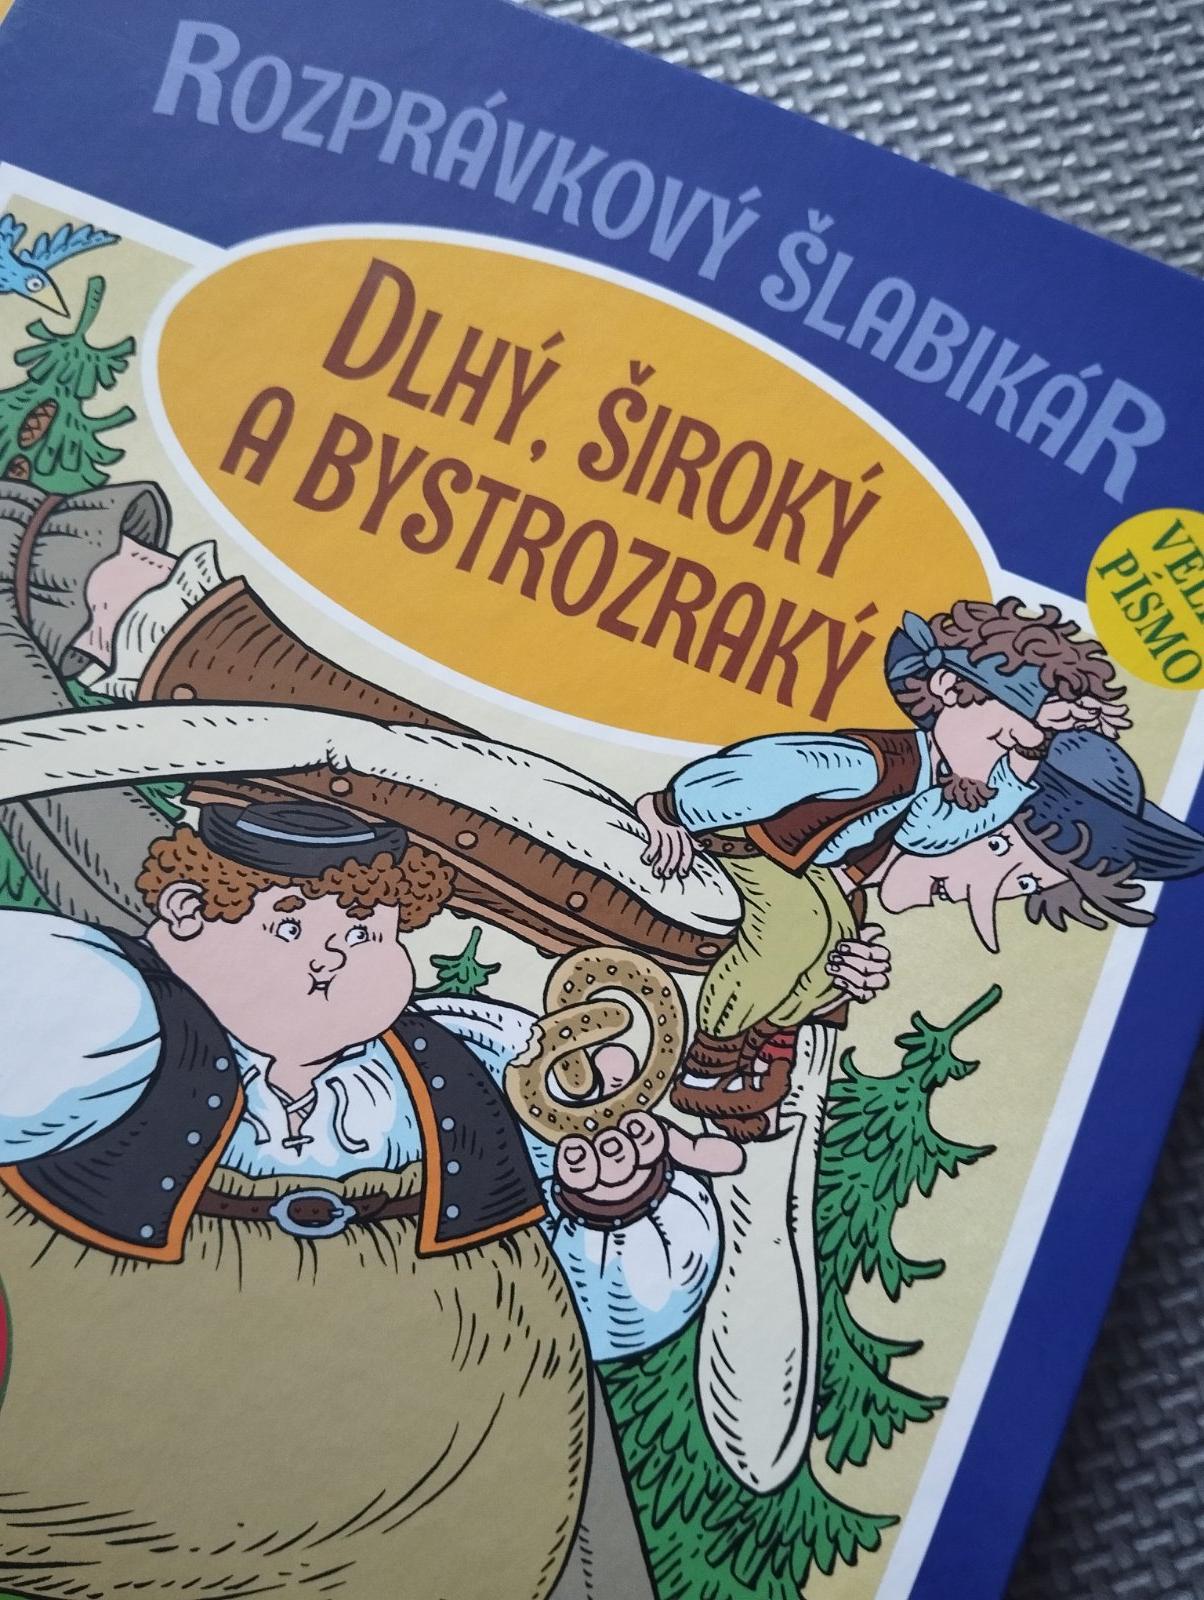 ROZPRÁVKOVÝ ŠLABIKÁR
DLHÝ, ŠIROKÝ
A BYSTROZRAKÝ
PÍSMO